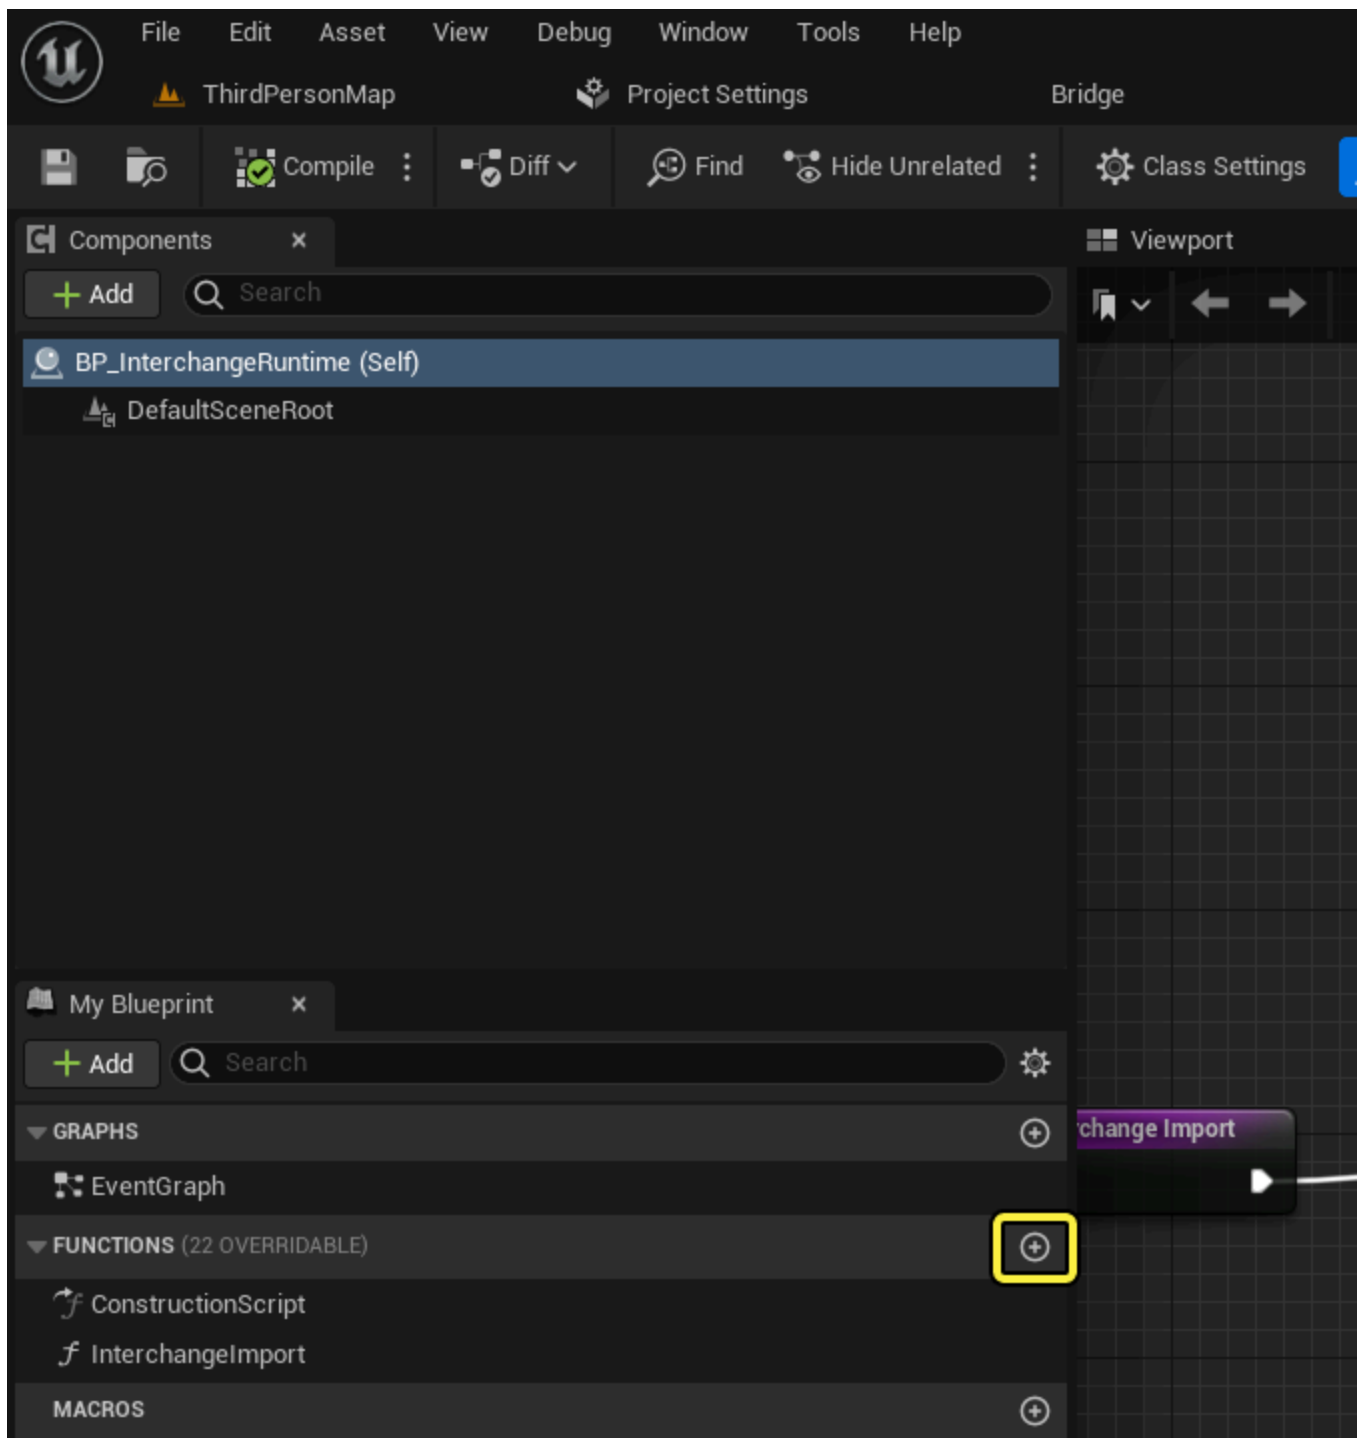 File Edit Asset View Debug Window Tools Help
ThirdPersonMap Project Settings Bridge
Compile Diff Find Hide Unrelated Class Settings
Components Viewport
Add Search
BP_InterchangeRuntime (Self)
DefaultSceneRoot
My Blueprint
Add Search
GRAPHS
change Import
EventGraph
FUNCTIONS (22 OVERRIDABLE)
ConstructionScript
InterchangeImport
MACROS